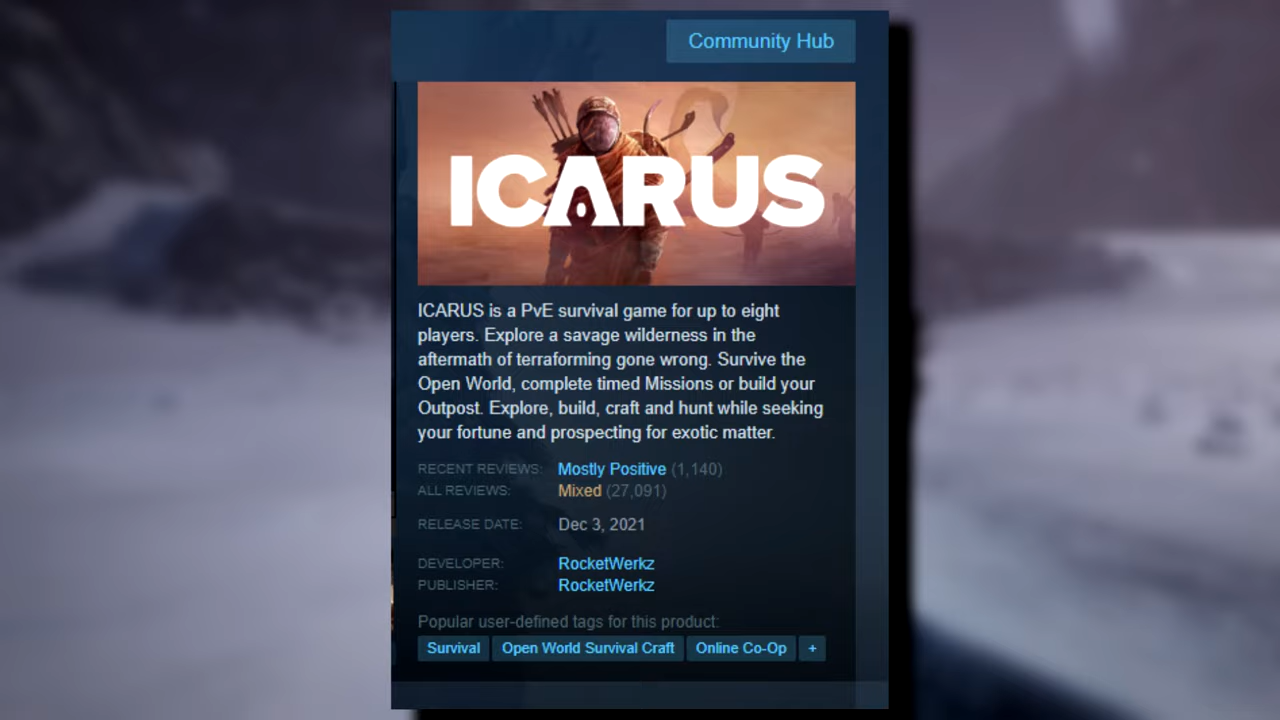 Community Hub
ICARUS
ICARUS is a PvE survival game for up to eight
players. Explore a savage wilderness in the
aftermath of terraforming gone wrong. Survive the
Open World, complete timed Missions or build your
Outpost. Explore, build, craft and hunt while seeking
your fortune and prospecting for exotic matter.
RECENT REVIEWS: Mostly Positive (1,140)
ALL REVIEWS: Mixed (27,091)
RELEASE DATE: Dec 3, 2021
DEVELOPER: RocketWerkz
PUBLISHER: RocketWerkz
Popular user-defined tags for this product:
Survival Open World Survival Craft Online Co-Op +